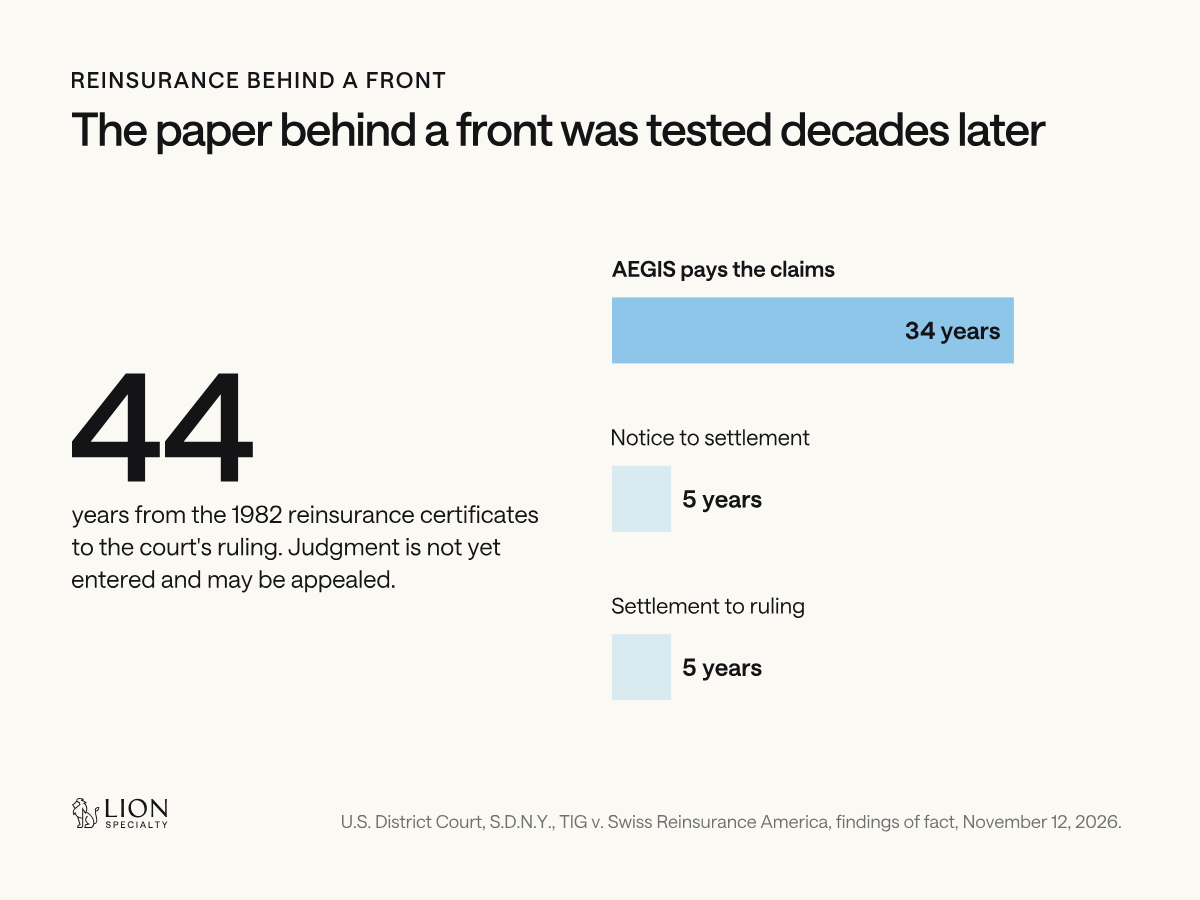 REINSURANCE BEHIND A FRONT
The paper behind a front was tested decades later
44
years from the 1982 reinsurance certificates
to the court's ruling. Judgment is not yet
entered and may be appealed.
AEGIS pays the claims
34 years
Notice to settlement
5 years
Settlement to ruling
5 years
LION
SPECIALTY
U.S. District Court, S.D.N.Y., TIG v. Swiss Reinsurance America, findings of fact, November 12, 2026.